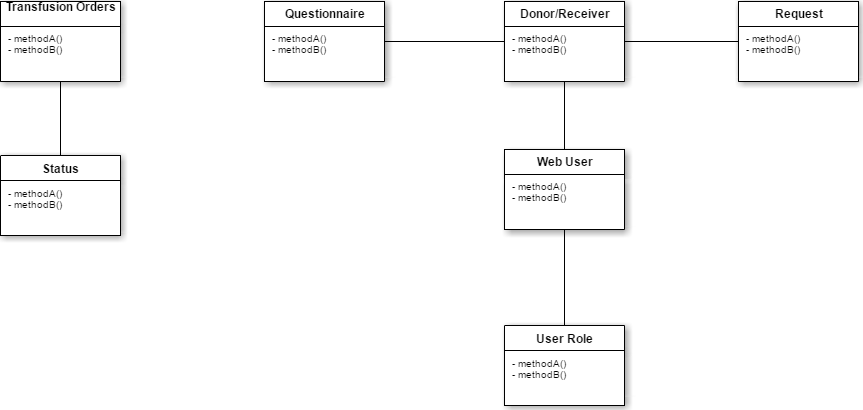 Transfusion Orders
- methodA()
- methodB()
Questionnaire
- methodA()
- methodB()
Donor/Receiver
- methodA()
- methodB()
Request
- methodA()
- methodB()
Status
- methodA()
- methodB()
Web User
- methodA()
- methodB()
User Role
- methodA()
- methodB()